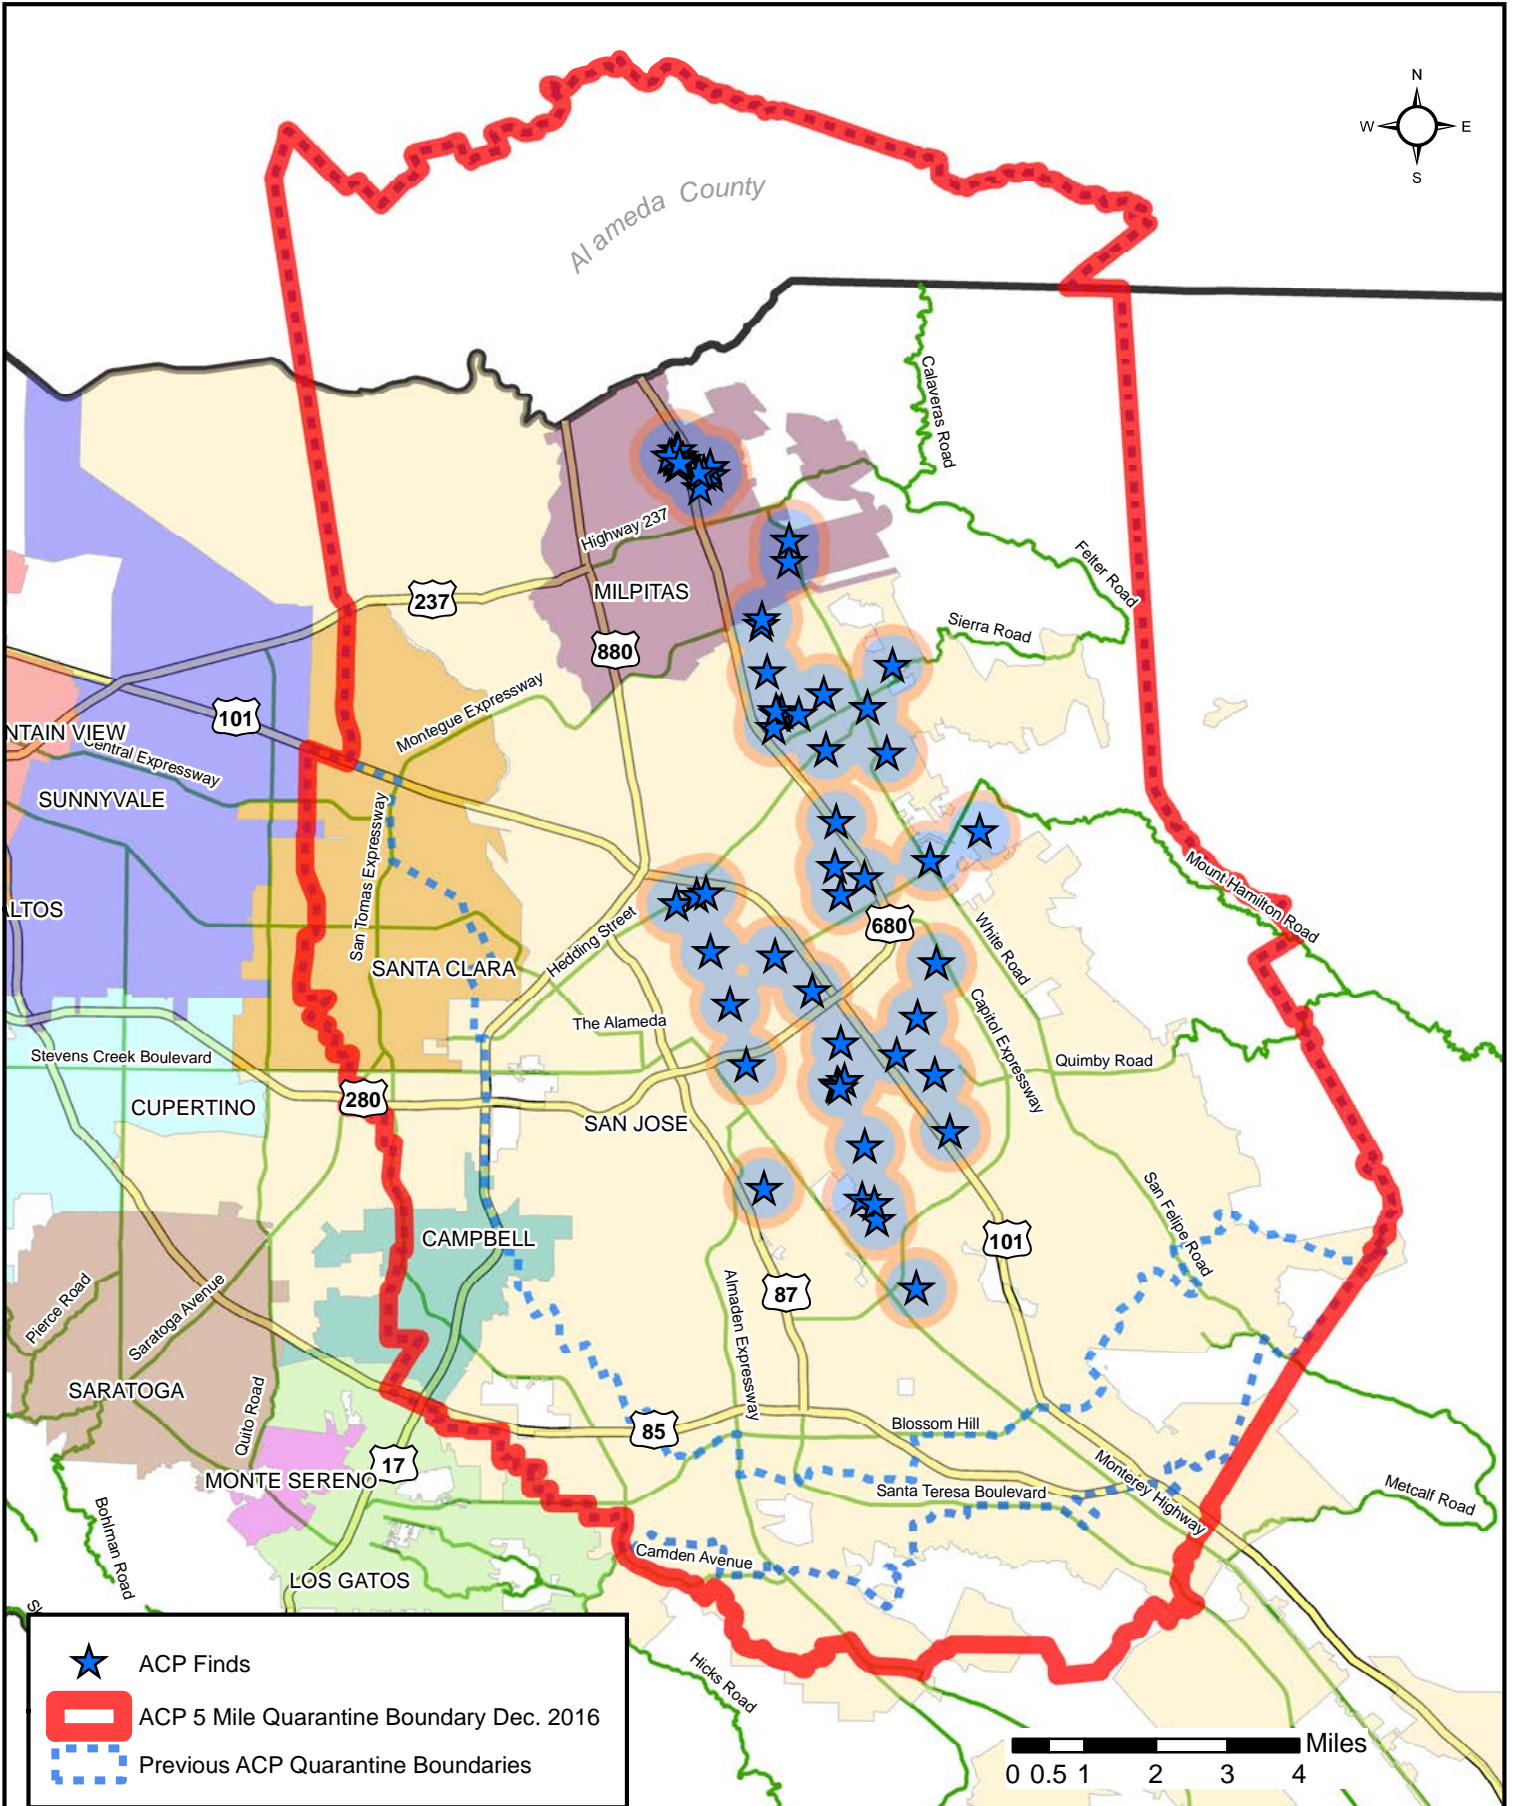 N
W E
S
Alameda County
Calaveras Road
Highway 237
Felter Road
MILPITAS
237
Sierra Road
880
101
Montegue Expressway
NTAIN VIEW
Central Expressway
SUNNYVALE
San Tomas Expressway
Mount Hamilton Road
ALTOS
680
White Road
Hedding Street
SANTA CLARA
Capitol Expressway
The Alameda
Stevens Creek Boulevard
Quimby Road
280
CUPERTINO
SAN JOSE
San Felipe Road
CAMPBELL
101
Pierce Road
Saratoga Avenue
87
Almaden Expressway
SARATOGA
Quito Road
85
Blossom Hill
17
MONTE SERENO
Monterey Highway
Santa Teresa Boulevard
Metcalf Road
Bohlman Road
Camden Avenue
LOS GATOS
Hicks Road
ACP Finds
ACP 5 Mile Quarantine Boundary Dec. 2016
Previous ACP Quarantine Boundaries
Miles
0 0.5 1 2 3 4